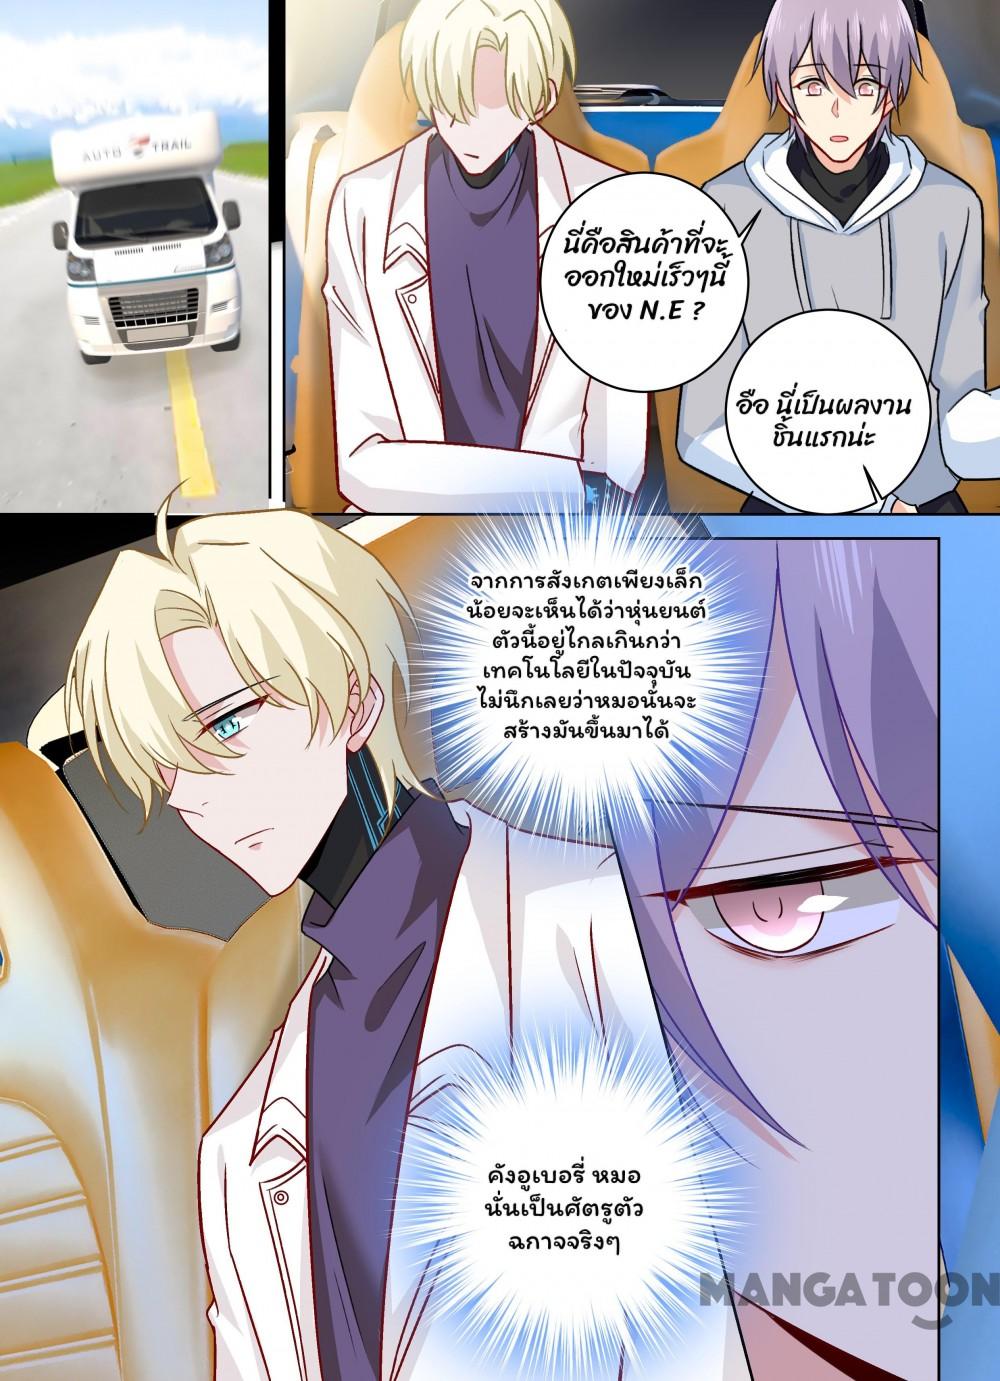 AUTO TRAIL
นี่คือสินค้าที่จะ
ออกใหม่เร็วๆนี้
ของ N.E ?
อือ นี่เป็นผลงาน
ชิ้นแรกน่ะ
จากการสังเกตเพียงเล็ก
น้อยจะเห็นได้ว่าหุ่นยนต์
ตัวนี้อยู่ไกลเกินกว่า
เทคโนโลยีในปัจจุบัน
ไม่นึกเลยว่าหมอนั่นจะ
สร้างมันขึ้นมาได้
คังอูเบอรี่ หมอ
นั่นเป็นศัตรูตัว
ฉกาจจริงๆ
MANGATOON